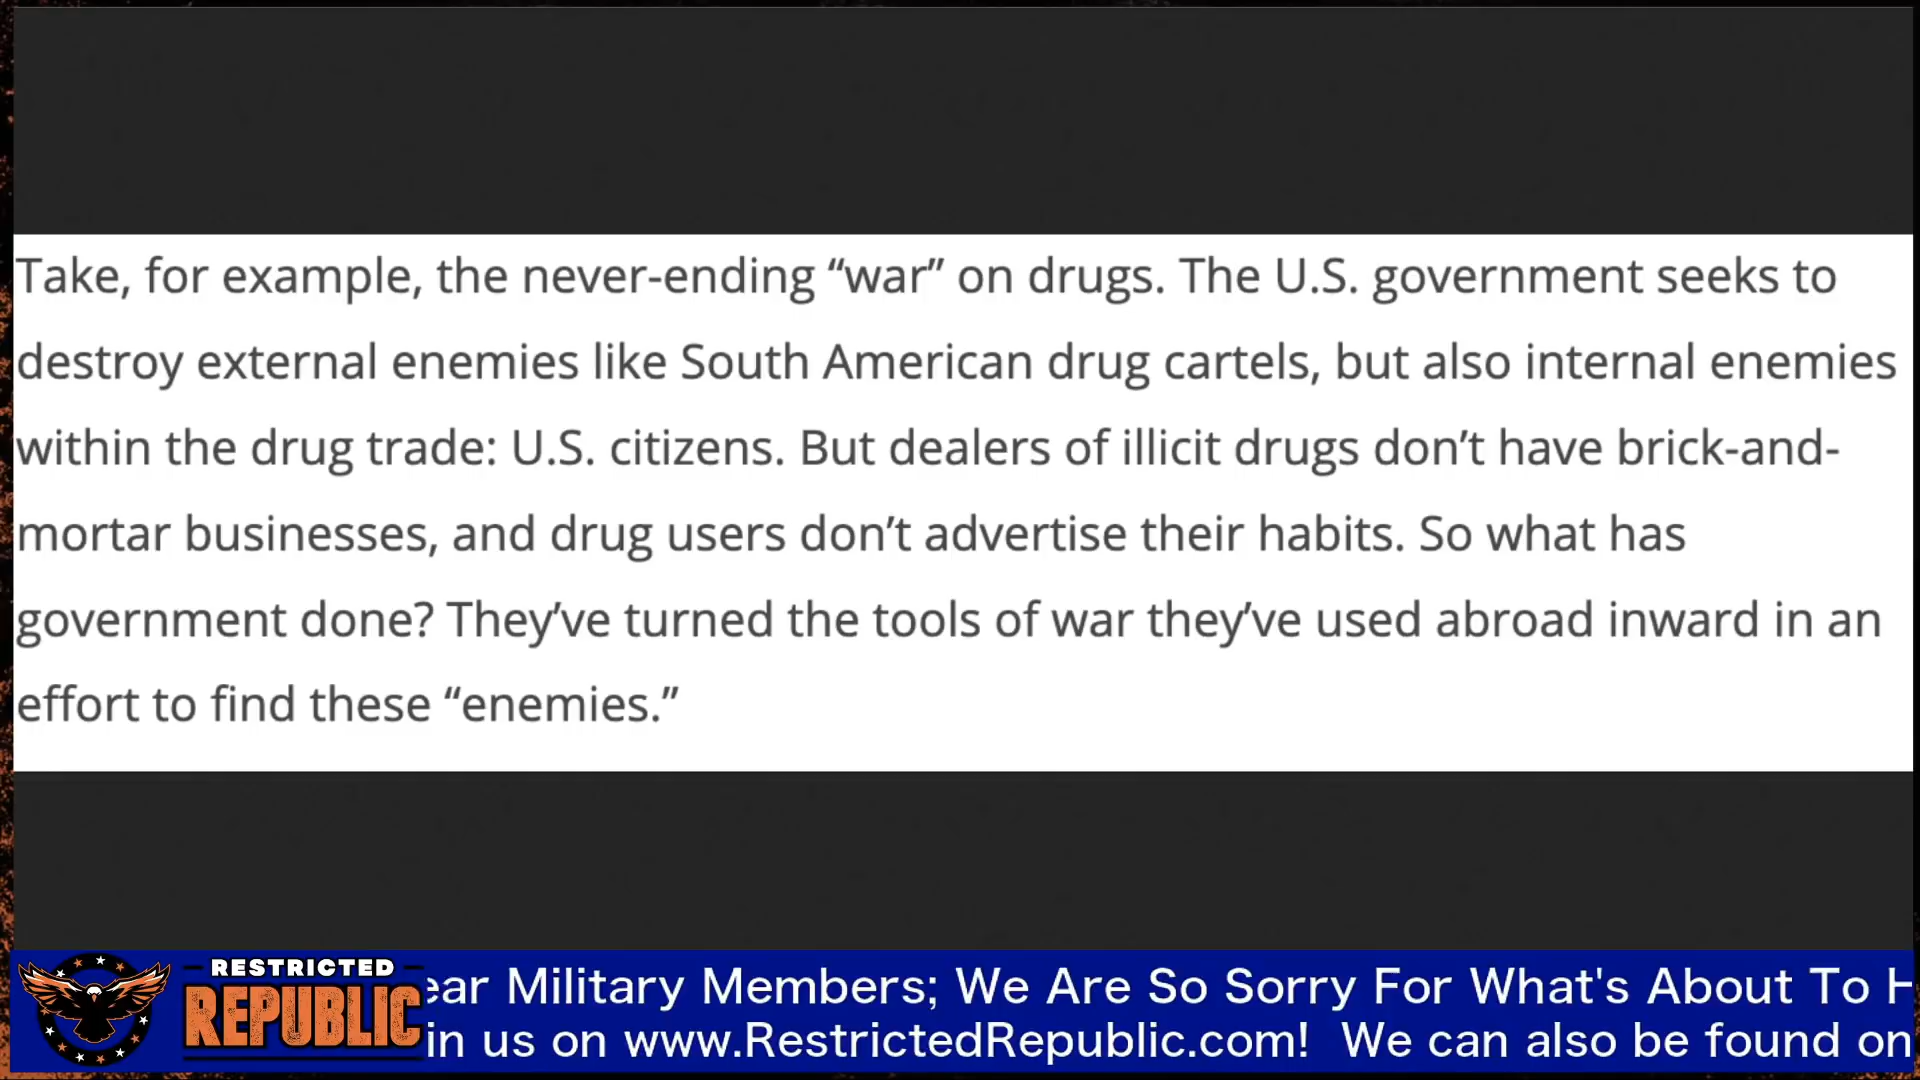 Take, for example, the never-ending “war” on drugs. The U.S. government seeks to
destroy external enemies like South American drug cartels, but also internal enemies
within the drug trade: U.S. citizens. But dealers of illicit drugs don’t have brick-and-
mortar businesses, and drug users don’t advertise their habits. So what has
government done? They’ve turned the tools of war they’ve used abroad inward in an
effort to find these “enemies.”
RESTRICTED
REPUBLIC
ear Military Members; We Are So Sorry For What's About To H
in us on www.RestrictedRepublic.com! We can also be found on